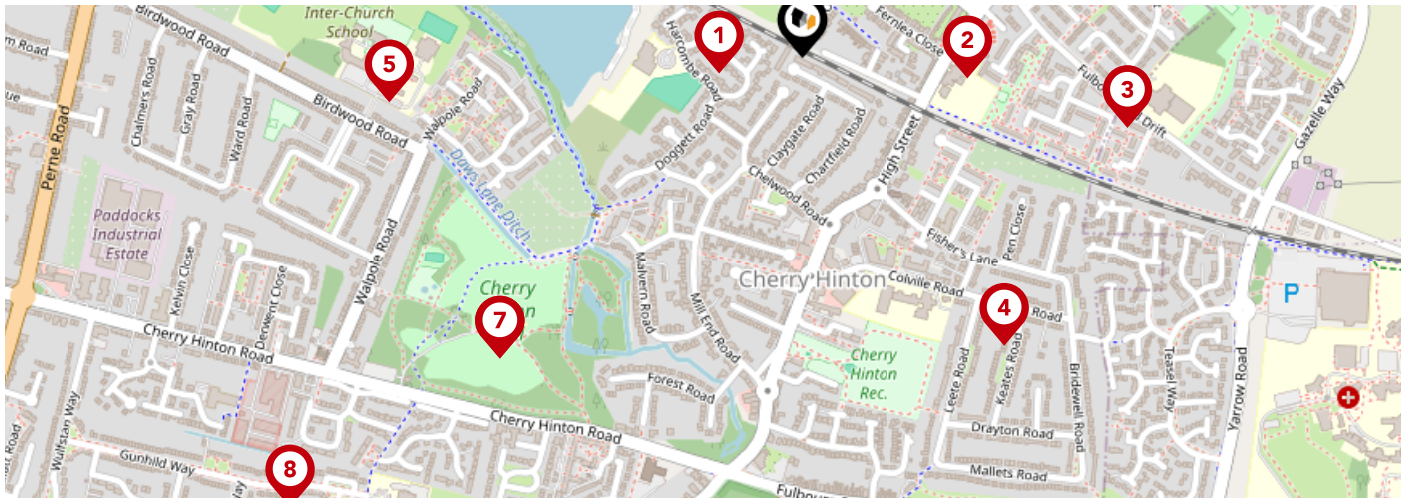 Inter-Church
School
Birdwood Road
Perne Road
Chalmers Road
Gray Road
Ward Road
5
Birdwood Road
Walpole Road
Harcombe Road
1
Fernlea Close
2
3
Drift
Gazelle Way
Doggett Road
Claygate Road
Chartfield Road
High Street
Chelwood Road
Daws Lane Ditch
Paddocks
Industrial
Estate
Kelvin Close
Derwent Close
Walpole Road
Cherry
7
Malvern Road
Mill End Road
Cherry Hinton
Fisher's Lane
Pen Close
Colville Road
Road
4
P
Cherry Hinton Road
Cherry
Hinton
Rec.
Leete Road
Keates Road
Bridewell Road
Teasel Way
Yarrow Road
Forest Road
Cherry Hinton Road
Drayton Road
Mallets Road
Wulfstan Way
Gunhild Way
8